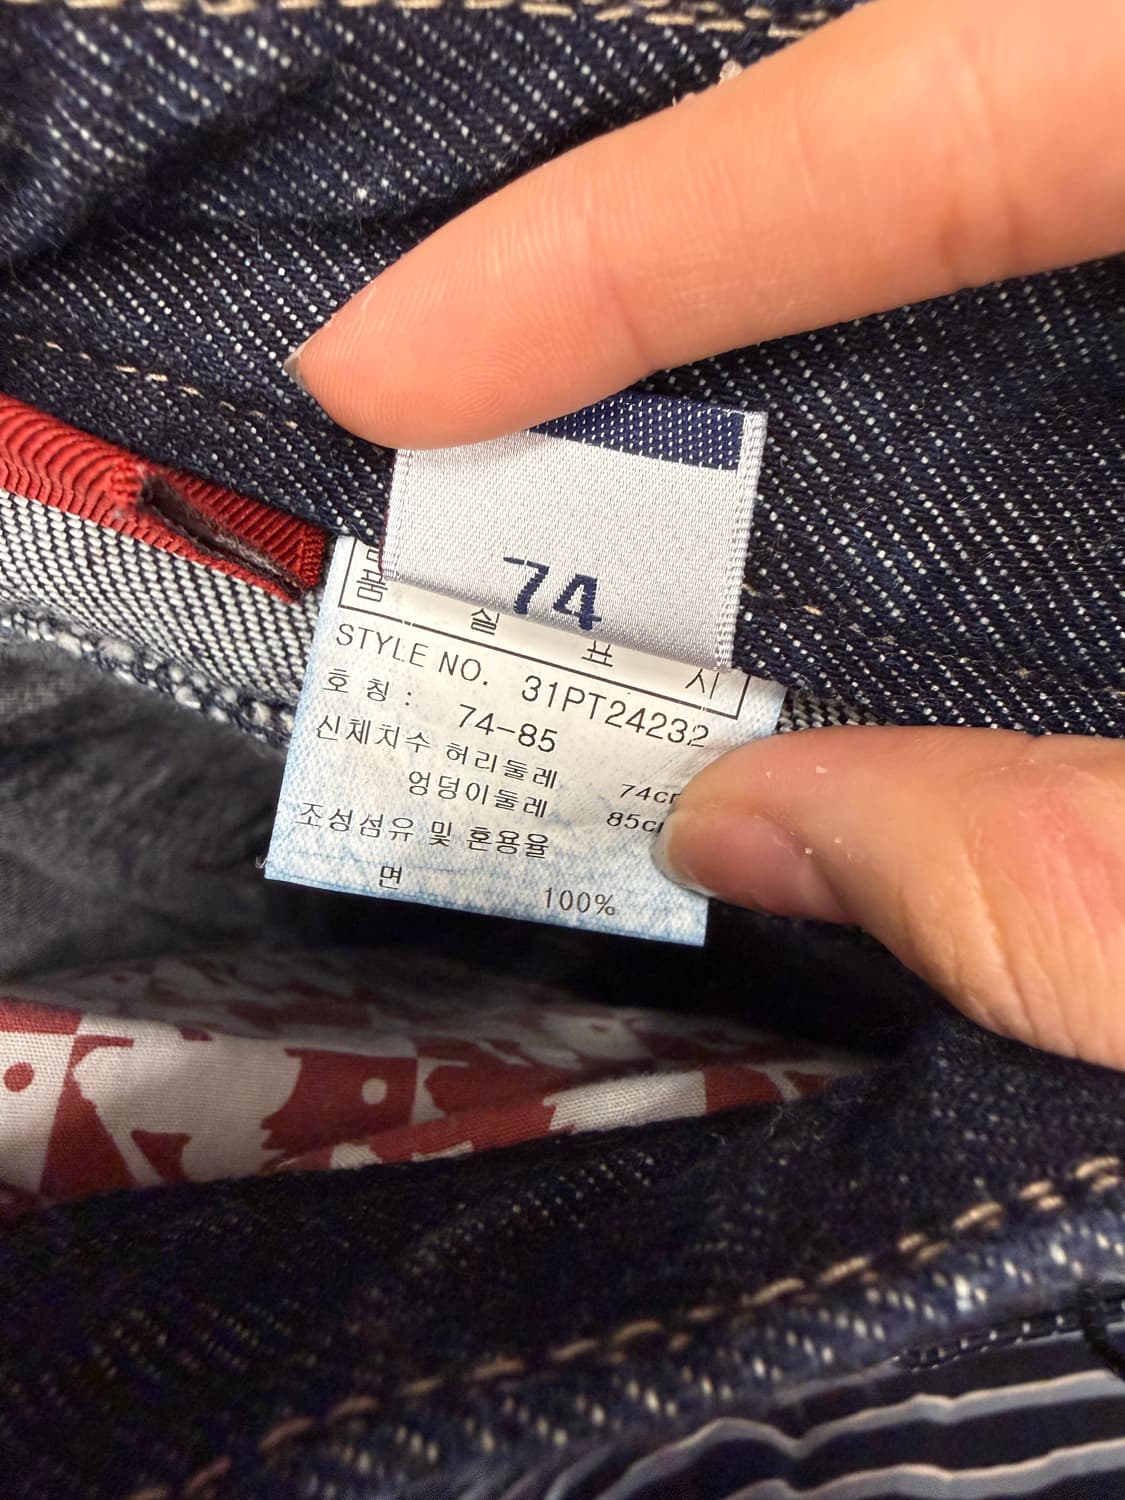 74
품 실 표 시
STYLE NO. 31PT24232
호 칭 : 74-85
신체치수 허리둘레 74cm
엉덩이둘레 85cm
조성섬유 및 혼용율
면 100%